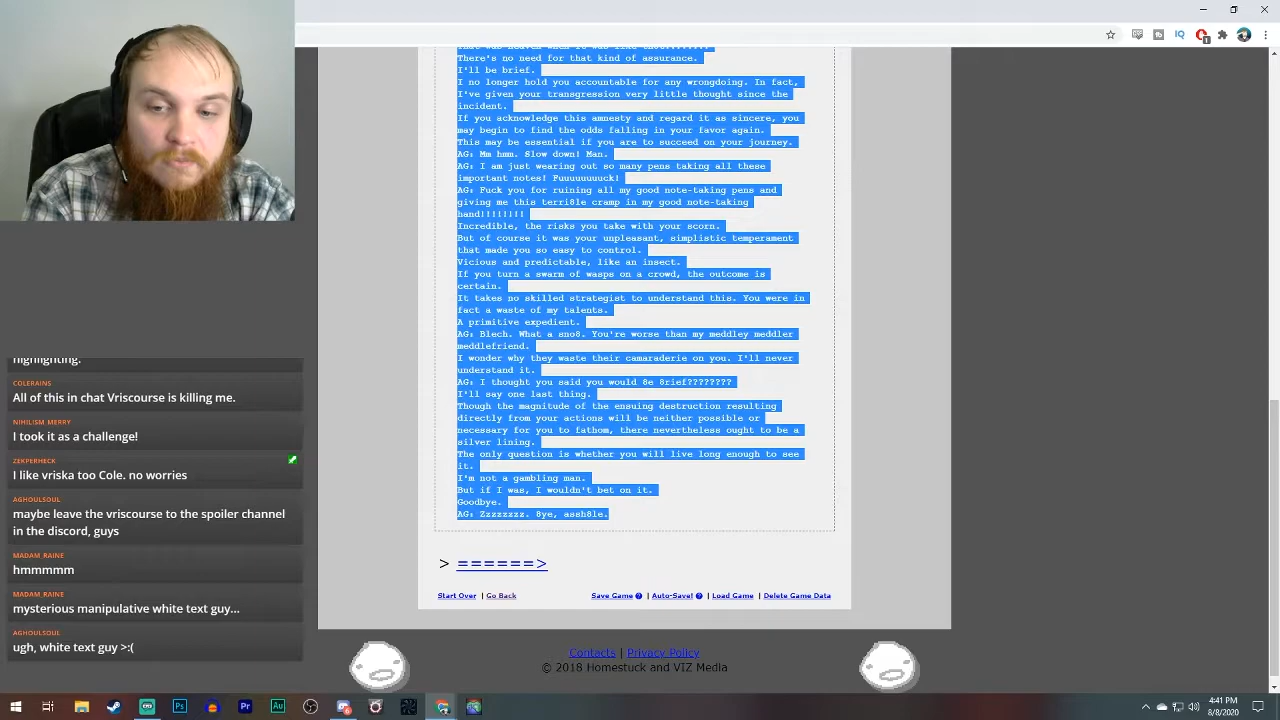 There's no need for that kind of assurance.
I'll be brief.
I no longer hold you accountable for any wrongdoing. In fact,
I've given your transgression very little thought since the
incident.
If you acknowledge this amnesty and regard it as sincere, you
may begin to find the odds falling in your favor again.
This may be essential if you are to succeed on your journey.
AG: Mm hmm. Slow down! Man.
AG: I am just wearing out so many pens taking all these
important notes! Fuuuuuuuuck!
AG: Fuck you for ruining all my good note-taking pens and
giving me this terri8le cramp in my good note-taking
hand!!!!!!!!
Incredible, the risks you take with your scorn.
But of course it was your unpleasant, simplistic temperament
that made you so easy to control.
Vicious and predictable, like an insect.
If you turn a swarm of wasps on a crowd, the outcome is
certain.
It takes no skilled strategist to understand this. You were in
fact a waste of my talents.
A primitive expedient.
AG: Blech. What a sno8. You're worse than my meddley meddler
meddlefriend.
I wonder why they waste their camaraderie on you. I'll never
understand it.
AG: I thought you said you would 8e 8rief????????
I'll say one last thing.
Though the magnitude of the ensuing destruction resulting
directly from your actions will be neither possible or
necessary for you to fathom, there nevertheless ought to be a
silver lining.
The only question is whether you will live long enough to see
it.
I'm not a gambling man.
But if I was, I wouldn't bet on it.
Goodbye.
AG: Zzzzzzzz. 8ye, assh8le.
> ======>
Start Over | Go Back
Save Game ? | Auto-Save! ? | Load Game | Delete Game Data
Contacts | Privacy Policy
© 2018 Homestuck and VIZ Media
highlighting.
COLERAINS
All of this in chat Vriscourse is killing me.
NIHILISM_MERRY
I took it as a challenge!
ZEKPERHECK
I like vriska too Cole. no worries
AGHOULSOUL
maybe leave the vriscourse to the spoiler channel
in the discord, guys
MADAM_RAINE
hmmmmm
MADAM_RAINE
mysterious manipulative white text guy...
AGHOULSOUL
ugh, white text guy >:(
IQ
1
Ps
Pr
Au
4:41 PM
8/8/2020